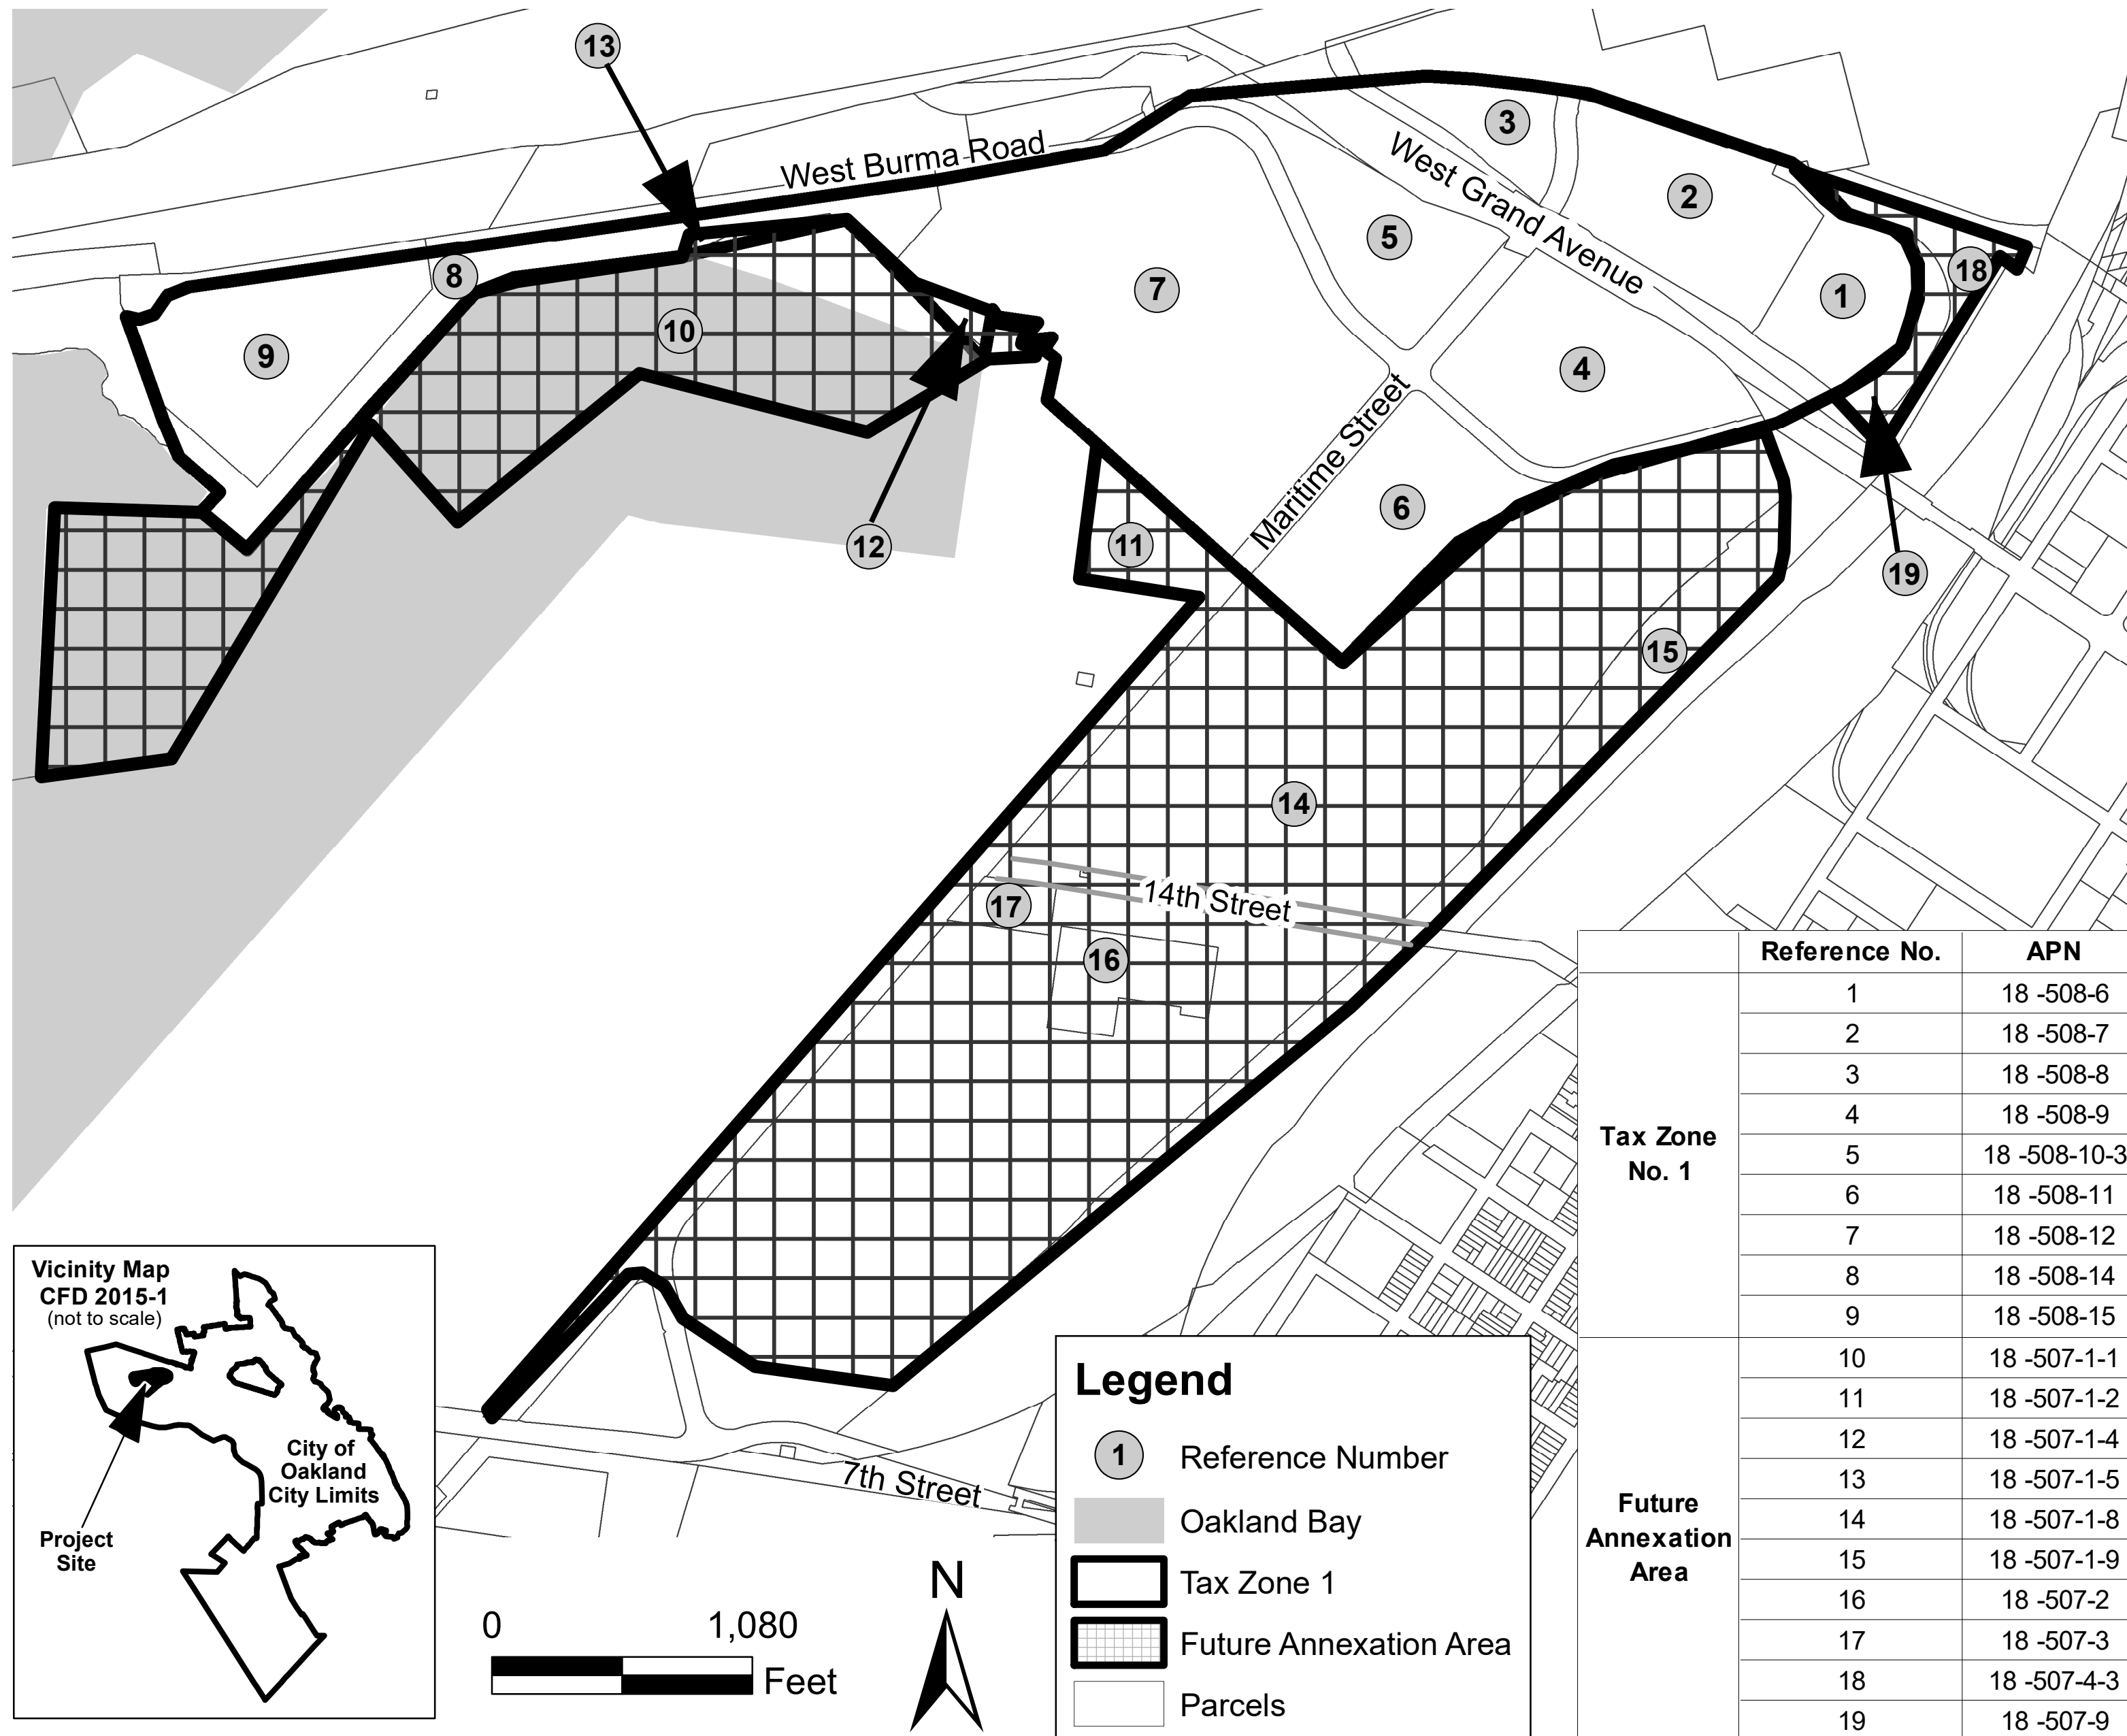 13
3
West Burma Road
West Grand Avenue
2
5
18
8
7
1
10
9
4
Maritime Street
6
12
11
19
15
14
14th Street
17
16
7th Street
Reference No. APN
Tax Zone
No. 1
1 18 -508-6
2 18 -508-7
3 18 -508-8
4 18 -508-9
5 18 -508-10-3
6 18 -508-11
7 18 -508-12
8 18 -508-14
9 18 -508-15
Future
Annexation
Area
10 18 -507-1-1
11 18 -507-1-2
12 18 -507-1-4
13 18 -507-1-5
14 18 -507-1-8
15 18 -507-1-9
16 18 -507-2
17 18 -507-3
18 18 -507-4-3
19 18 -507-9
Vicinity Map
CFD 2015-1
(not to scale)
City of
Oakland
City Limits
Project
Site
0 1,080
Feet
N
Legend
1 Reference Number
Oakland Bay
Tax Zone 1
Future Annexation Area
Parcels